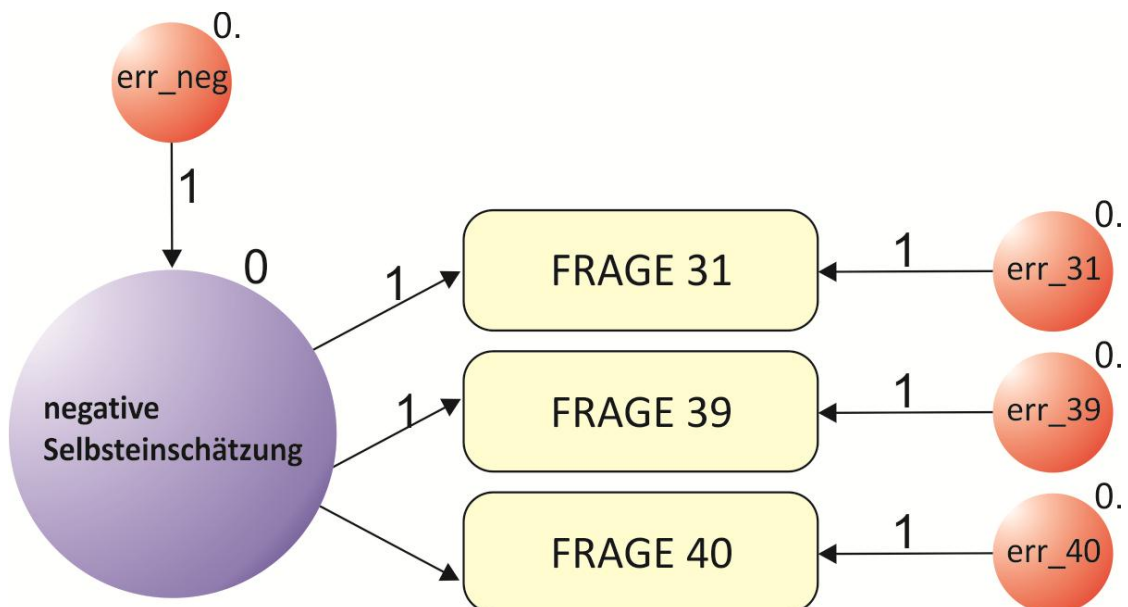 0.
err_neg
1
0
1
FRAGE 31
1
err_31
0.
negative
Selbsteinschätzung
1
FRAGE 39
1
err_39
0.
FRAGE 40
1
err_40
0.